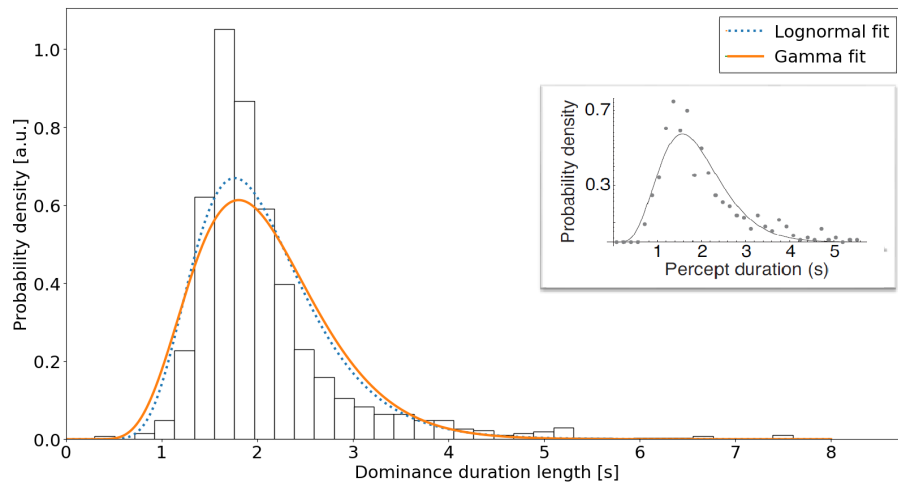 Lognormal fit
Gamma fit
Probability density [a.u.]
1.0
0.8
0.6
0.4
0.2
0.0
0 1 2 3 4 5 6 7 8
Dominance duration length [s]
Probability density
0.7
0.3
1 2 3 4 5
Percept duration (s)